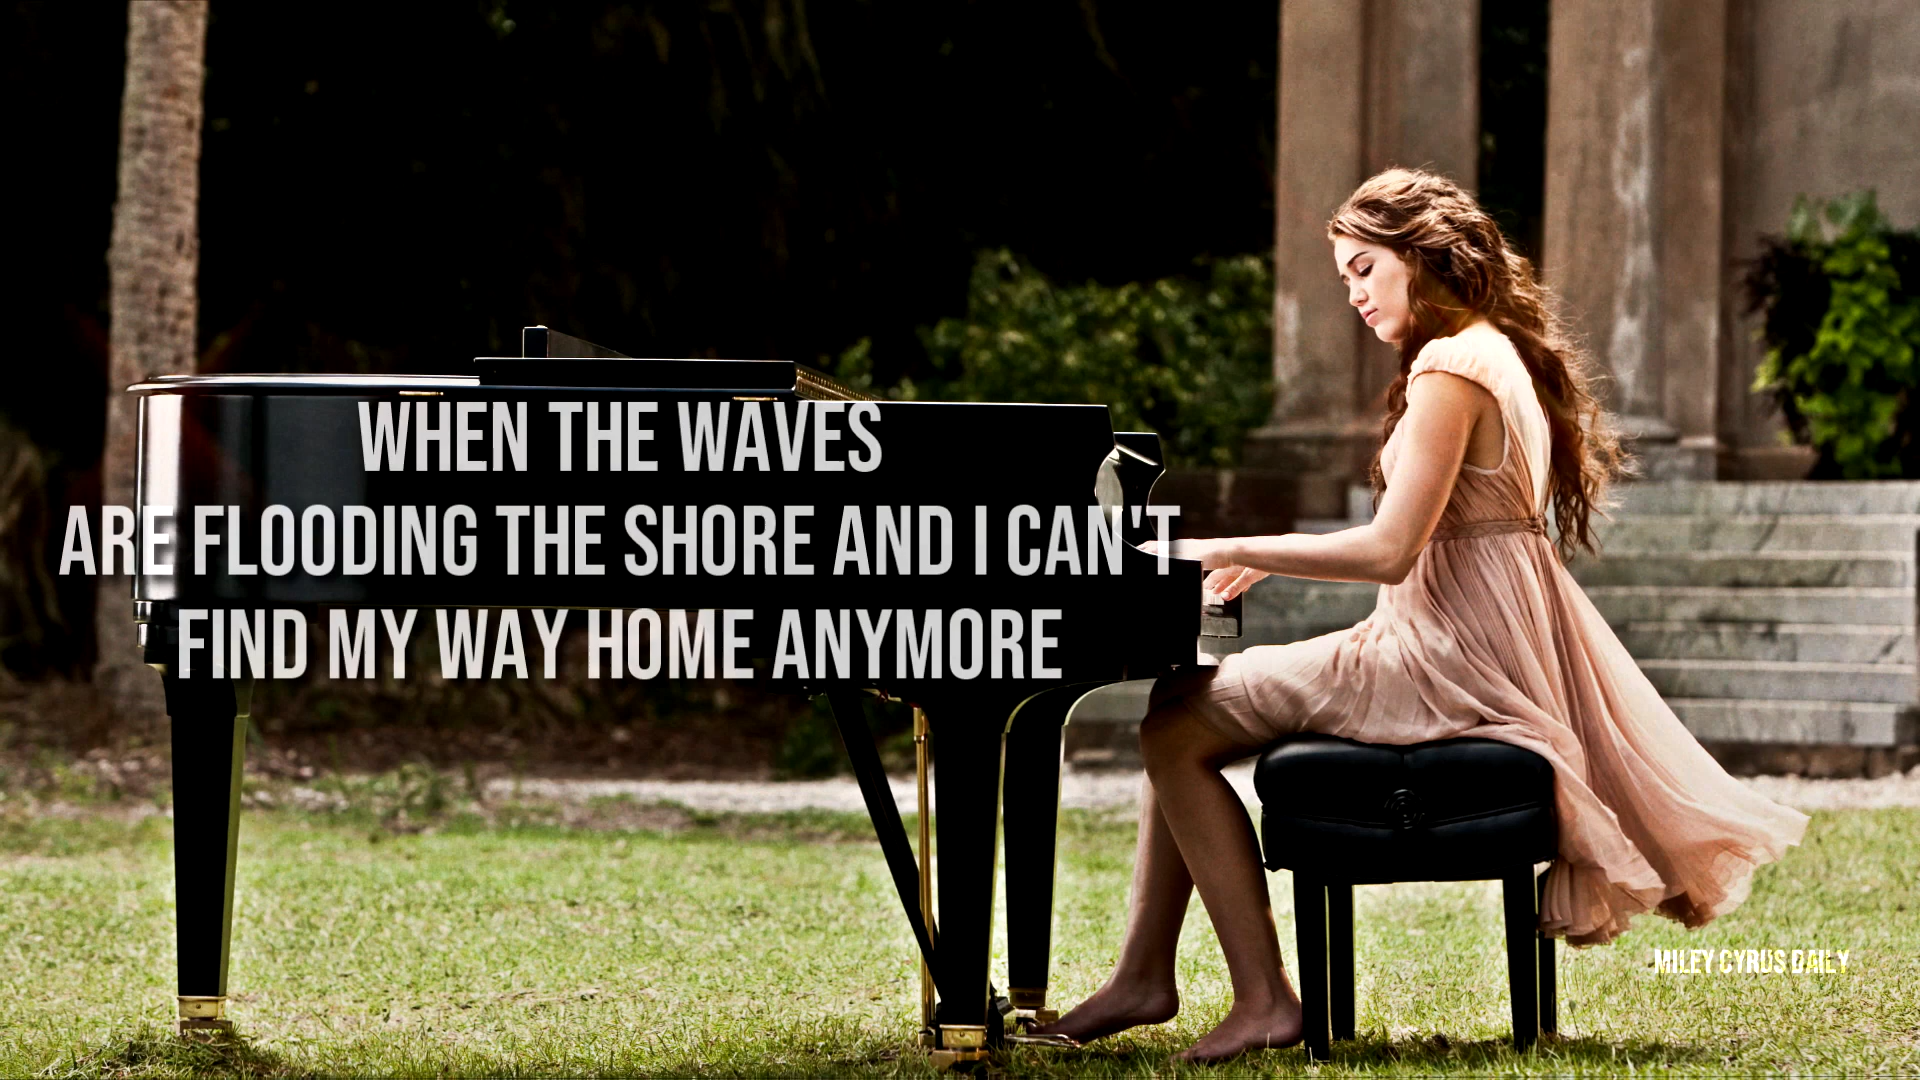 WHEN THE WAVES
ARE FLOODING THE SHORE AND I CAN'T
FIND MY WAY HOME ANYMORE
MILEY CYRUS DAILY